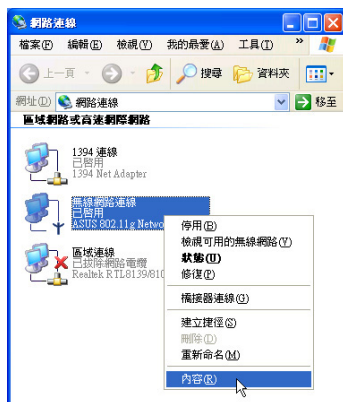 網路連線
檔案(F) 編輯(E) 檢視(V) 我的最愛(A) 工具(T) »
上一頁 搜尋 資料夾
網址(D) 網路連線 移至
區域網路或高速網際網路
1394 連線
已啓用
1394 Net Adapter
無線網路連線
已啓用
ASUS 802.11g Netwo
區域連線
已拔除網路電纜
Realtek RTL8139/810
停用(B)
檢視可用的無線網路(Y)
狀態(U)
修復(P)
橋接器連線(G)
建立捷徑(S)
刪除(D)
重新命名(M)
內容(R)